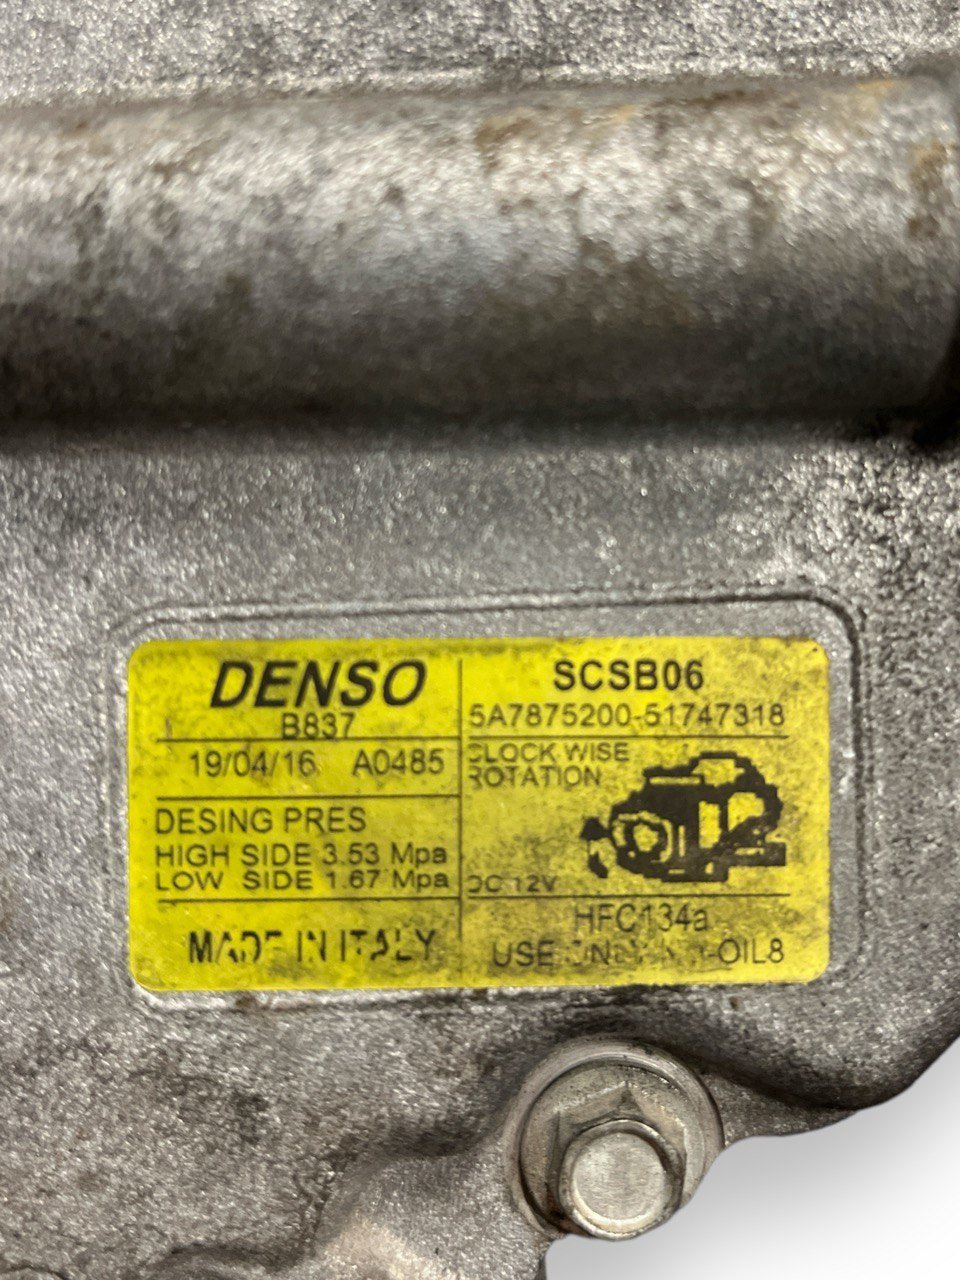 DENSO
B837
19/04/16 A0485
DESING PRES
HIGH SIDE 3.53 Mpa
LOW SIDE 1.67 Mpa
MADE IN ITALY
SCSB06
5A7875200-51747318
CLOCK WISE
ROTATION
DC 12V
HFC134a
USE -OIL8